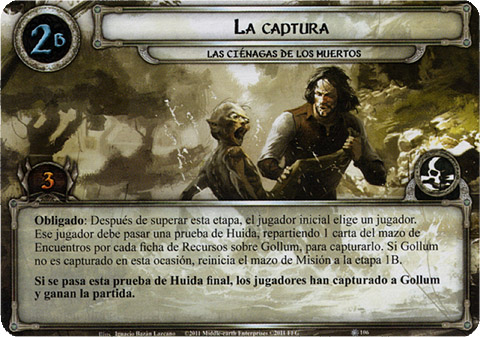 2B
LA CAPTURA
LAS CIÉNAGAS DE LOS MUERTOS
3
Obligado: Después de superar esta etapa, el jugador inicial elige un jugador.
Ese jugador debe pasar una prueba de Huida, repartiendo 1 carta del mazo de
Encuentros por cada ficha de Recursos sobre Gollum, para capturarlo. Si Gollum
no es capturado en esta ocasión, reinicia el mazo de Misión a la etapa 1B.
Si se pasa esta prueba de Huida final, los jugadores han capturado a Gollum
y ganan la partida.
Ilus. Ignacio Bazán Lazcano ©2011 Middle-earth Enterprises ©2011 FFG 106